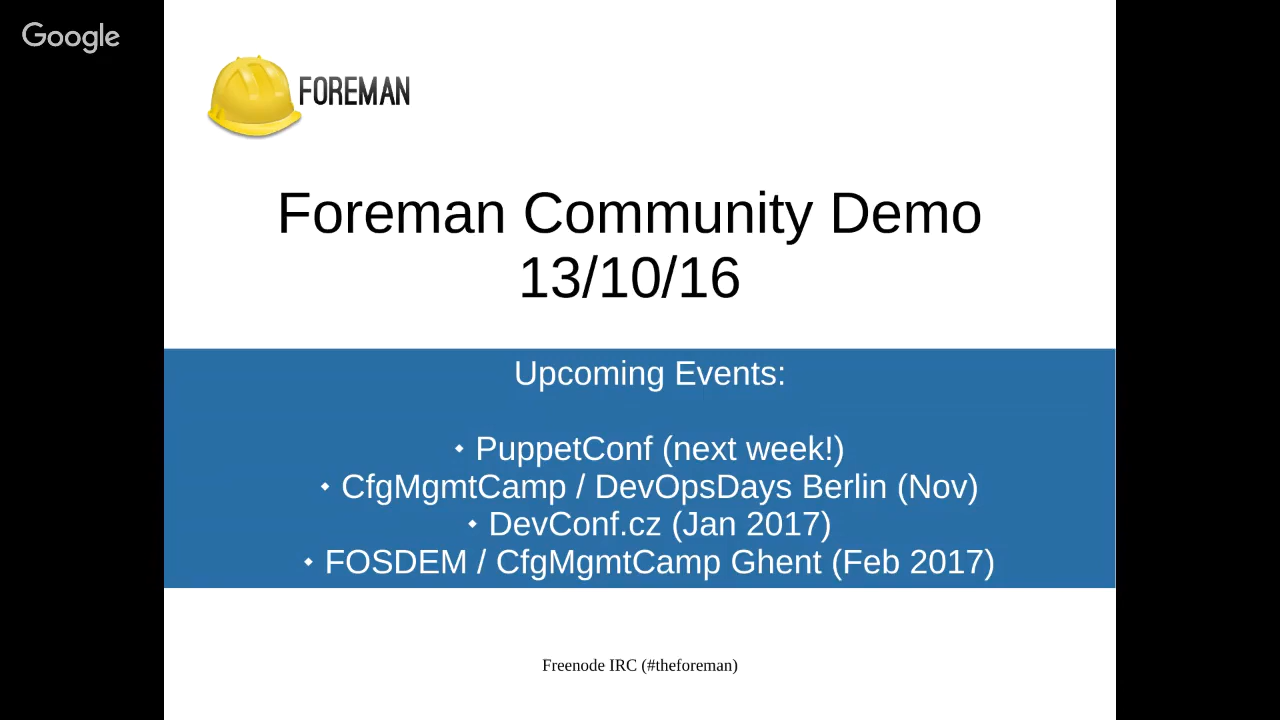 Google
FOREMAN
Foreman Community Demo
13/10/16
Upcoming Events:
• PuppetConf (next week!)
• CfgMgmtCamp / DevOpsDays Berlin (Nov)
• DevConf.cz (Jan 2017)
• FOSDEM / CfgMgmtCamp Ghent (Feb 2017)
Freenode IRC (#theforeman)